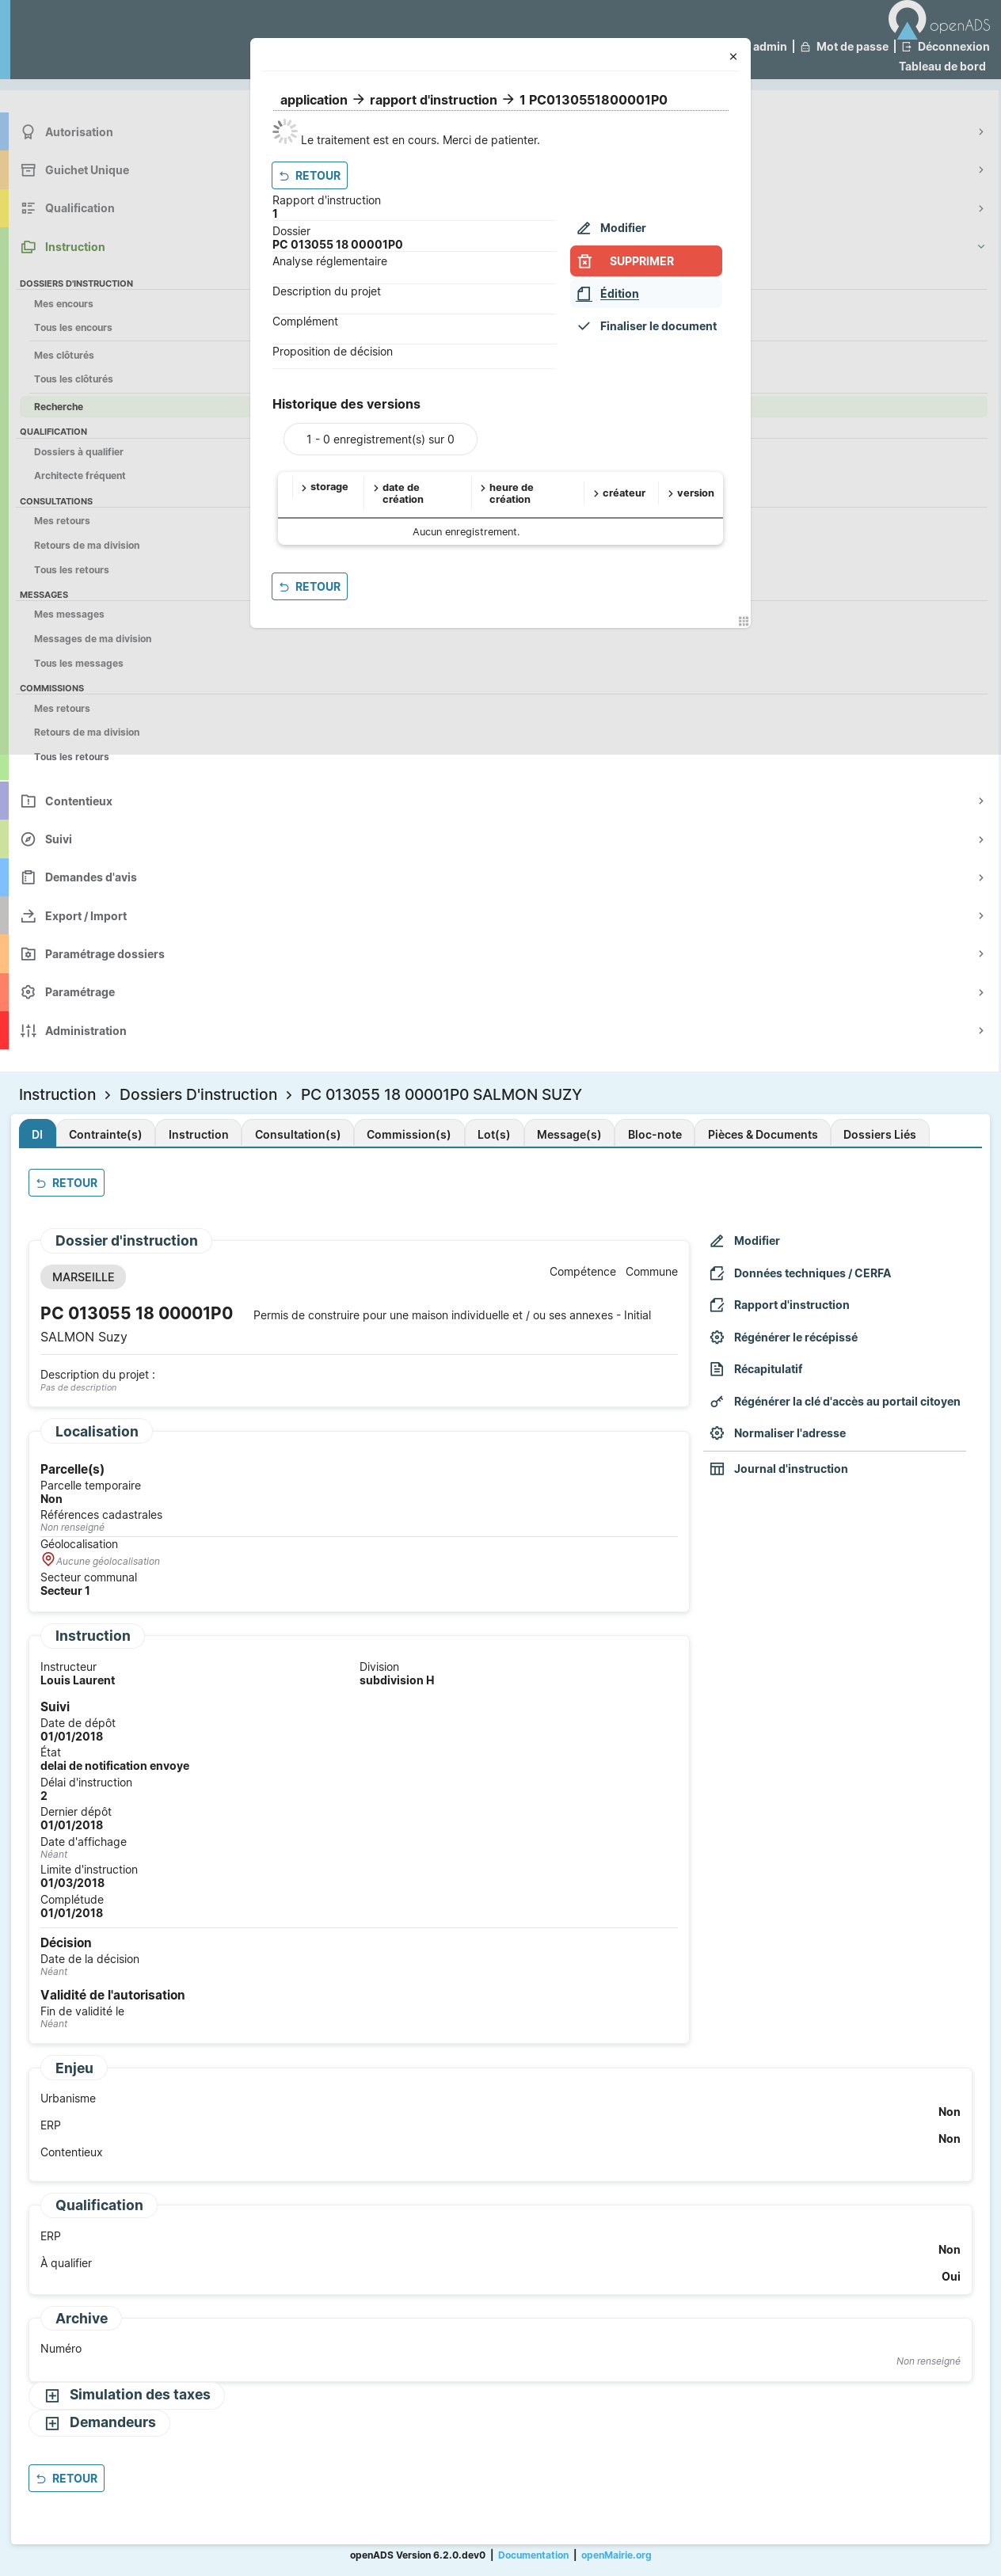 openADS
admin | Mot de passe | Déconnexion
Tableau de bord
×
application → rapport d'instruction → 1 PC0130551800001P0
Le traitement est en cours. Merci de patienter.
RETOUR
Rapport d'instruction
1
Dossier
PC 013055 18 00001P0
Analyse réglementaire
Description du projet
Complément
Proposition de décision
Modifier
SUPPRIMER
Édition
Finaliser le document
Historique des versions
1 - 0 enregistrement(s) sur 0
storage
date de création
heure de création
créateur
version
Aucun enregistrement.
RETOUR
Autorisation
Guichet Unique
Qualification
Instruction
DOSSIERS D'INSTRUCTION
Mes encours
Tous les encours
Mes clôturés
Tous les clôturés
Recherche
QUALIFICATION
Dossiers à qualifier
Architecte fréquent
CONSULTATIONS
Mes retours
Retours de ma division
Tous les retours
MESSAGES
Mes messages
Messages de ma division
Tous les messages
COMMISSIONS
Mes retours
Retours de ma division
Tous les retours
Contentieux
Suivi
Demandes d'avis
Export / Import
Paramétrage dossiers
Paramétrage
Administration
Instruction > Dossiers D'instruction > PC 013055 18 00001P0 SALMON SUZY
DI Contrainte(s) Instruction Consultation(s) Commission(s) Lot(s) Message(s) Bloc-note Pièces & Documents Dossiers Liés
RETOUR
Dossier d'instruction
MARSEILLE
Compétence Commune
PC 013055 18 00001P0 Permis de construire pour une maison individuelle et / ou ses annexes - Initial
SALMON Suzy
Description du projet :
Pas de description
Modifier
Données techniques / CERFA
Rapport d'instruction
Régénérer le récépissé
Récapitulatif
Régénérer la clé d'accès au portail citoyen
Normaliser l'adresse
Journal d'instruction
Localisation
Parcelle(s)
Parcelle temporaire
Non
Références cadastrales
Non renseigné
Géolocalisation
Aucune géolocalisation
Secteur communal
Secteur 1
Instruction
Instructeur Division
Louis Laurent subdivision H
Suivi
Date de dépôt
01/01/2018
État
delai de notification envoye
Délai d'instruction
2
Dernier dépôt
01/01/2018
Date d'affichage
Néant
Limite d'instruction
01/03/2018
Complétude
01/01/2018
Décision
Date de la décision
Néant
Validité de l'autorisation
Fin de validité le
Néant
Enjeu
Urbanisme
Non
ERP
Non
Contentieux
Qualification
ERP
Non
À qualifier
Oui
Archive
Numéro
Non renseigné
Simulation des taxes
Demandeurs
RETOUR
openADS Version 6.2.0.dev0 | Documentation | openMairie.org